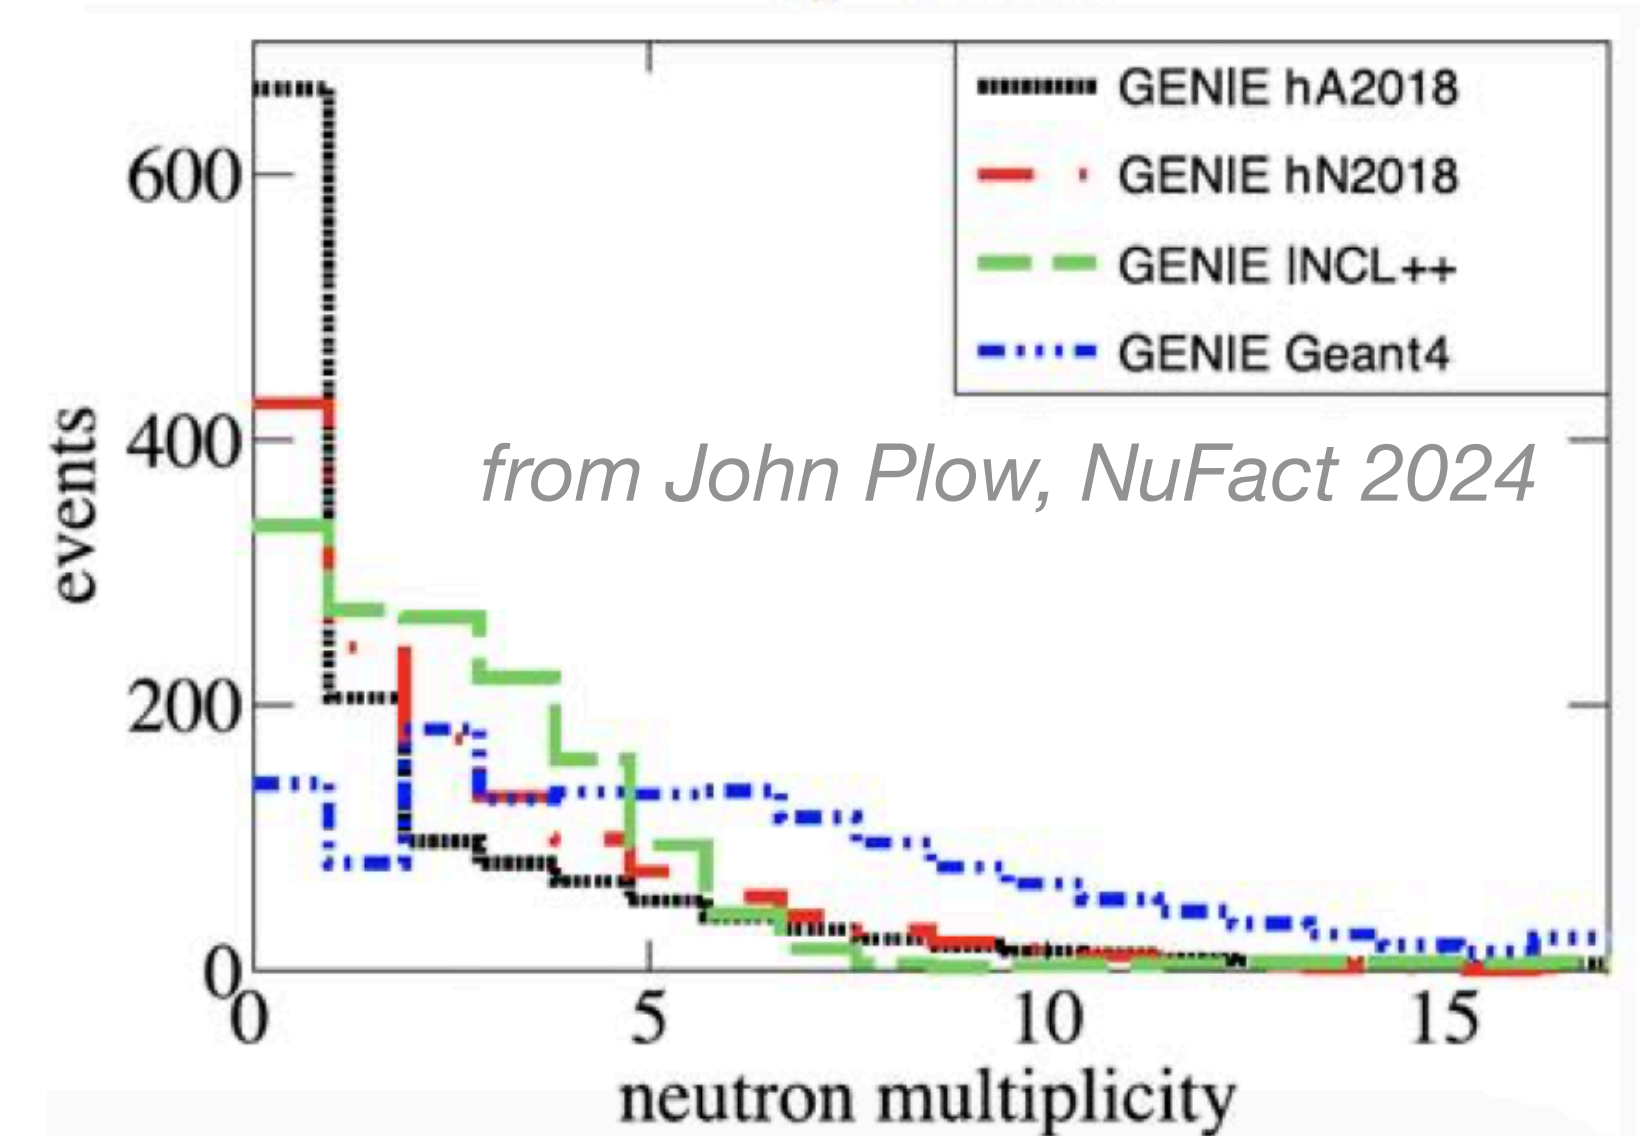 GENIE hA2018
GENIE hN2018
GENIE INCL++
GENIE Geant4
600
400
200
0
events
from John Plow, NuFact 2024
0 5 10 15
neutron multiplicity